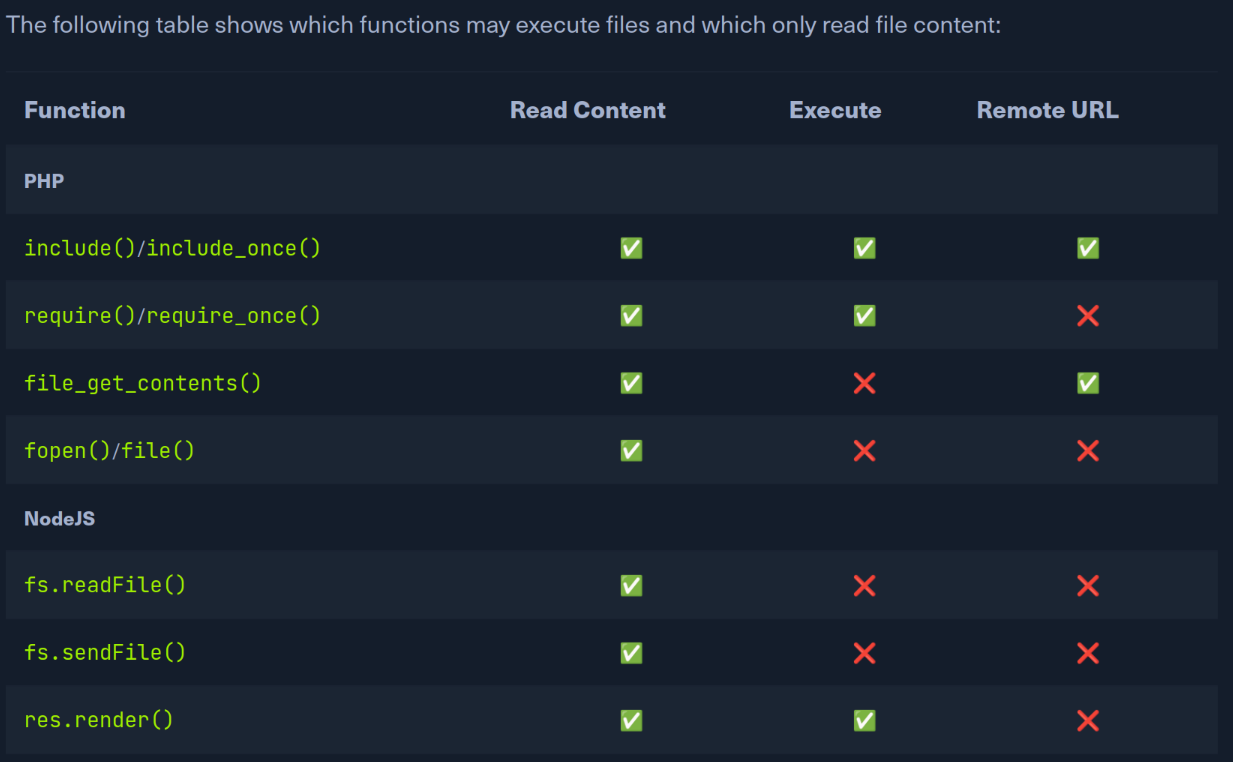 The following table shows which functions may execute files and which only read file content:
Function Read Content Execute Remote URL
PHP
include()/include_once() ✅ ✅ ✅
require()/require_once() ✅ ✅ ❌
file_get_contents() ✅ ❌ ✅
fopen()/file() ✅ ❌ ❌
NodeJS
fs.readFile() ✅ ❌ ❌
fs.sendFile() ✅ ❌ ❌
res.render() ✅ ✅ ❌